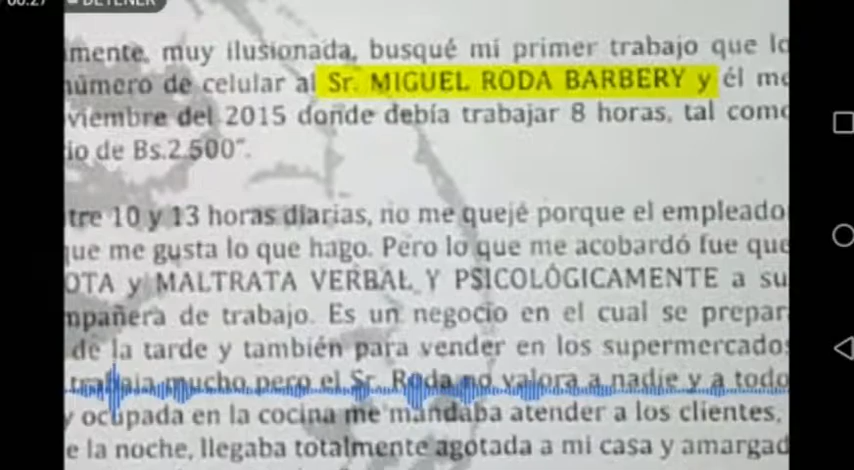 00:27 DETENER
mente, muy ilusionada, busqué mi primer trabajo que lo
número de celular al Sr. MIGUEL RODA BARBERY y él me
viembre del 2015 donde debía trabajar 8 horas, tal como
io de Bs.2.500".
tre 10 y 13 horas diarias, no me quejé porque el empleado
que me gusta lo que hago. Pero lo que me acobardó fue que
OTA y MALTRATA VERBAL Y PSICOLÓGICAMENTE a su
mpañera de trabajo. Es un negocio en el cual se prepar
de la tarde y también para vender en los supermercados
trabaja mucho pero el Sr. Roda no valora a nadie y a todo
y ocupada en la cocina me mandaba atender a los clientes,
e la noche, llegaba totalmente agotada a mi casa y amargad